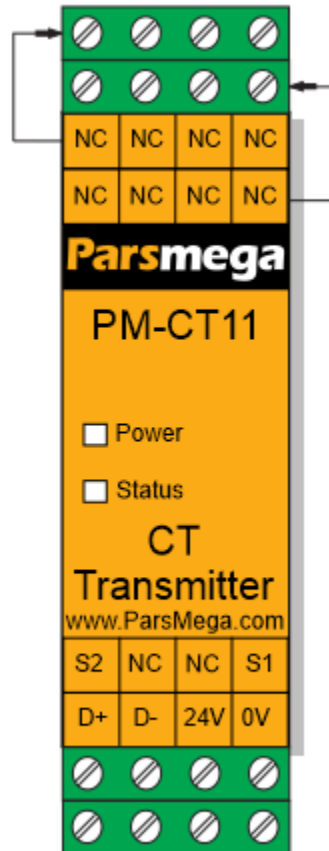 NC NC NC NC
NC NC NC NC
Parsmega
PM-CT11
Power
Status
CT
Transmitter
www.ParsMega.com
S2 NC NC S1
D+ D- 24V 0V